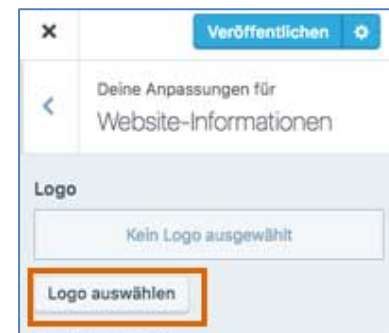 Veröffentlichen
Deine Anpassungen für
Website-Informationen
Logo
Kein Logo ausgewählt
Logo auswählen